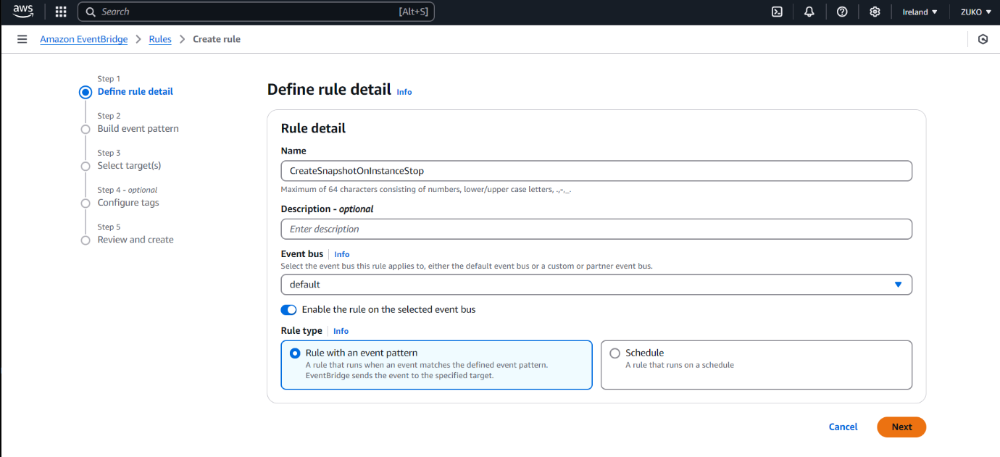 aws
Search [Alt+S]
Ireland ▼ ZUKO ▼
Amazon EventBridge > Rules > Create rule
Step 1
Define rule detail
Step 2
Build event pattern
Step 3
Select target(s)
Step 4 - optional
Configure tags
Step 5
Review and create
Define rule detail Info
Rule detail
Name
CreateSnapshotOnInstanceStop
Maximum of 64 characters consisting of numbers, lower/upper case letters, .,-,_.
Description - optional
Enter description
Event bus Info
Select the event bus this rule applies to, either the default event bus or a custom or partner event bus.
default
Enable the rule on the selected event bus
Rule type Info
Rule with an event pattern
A rule that runs when an event matches the defined event pattern.
EventBridge sends the event to the specified target.
Schedule
A rule that runs on a schedule
Cancel Next